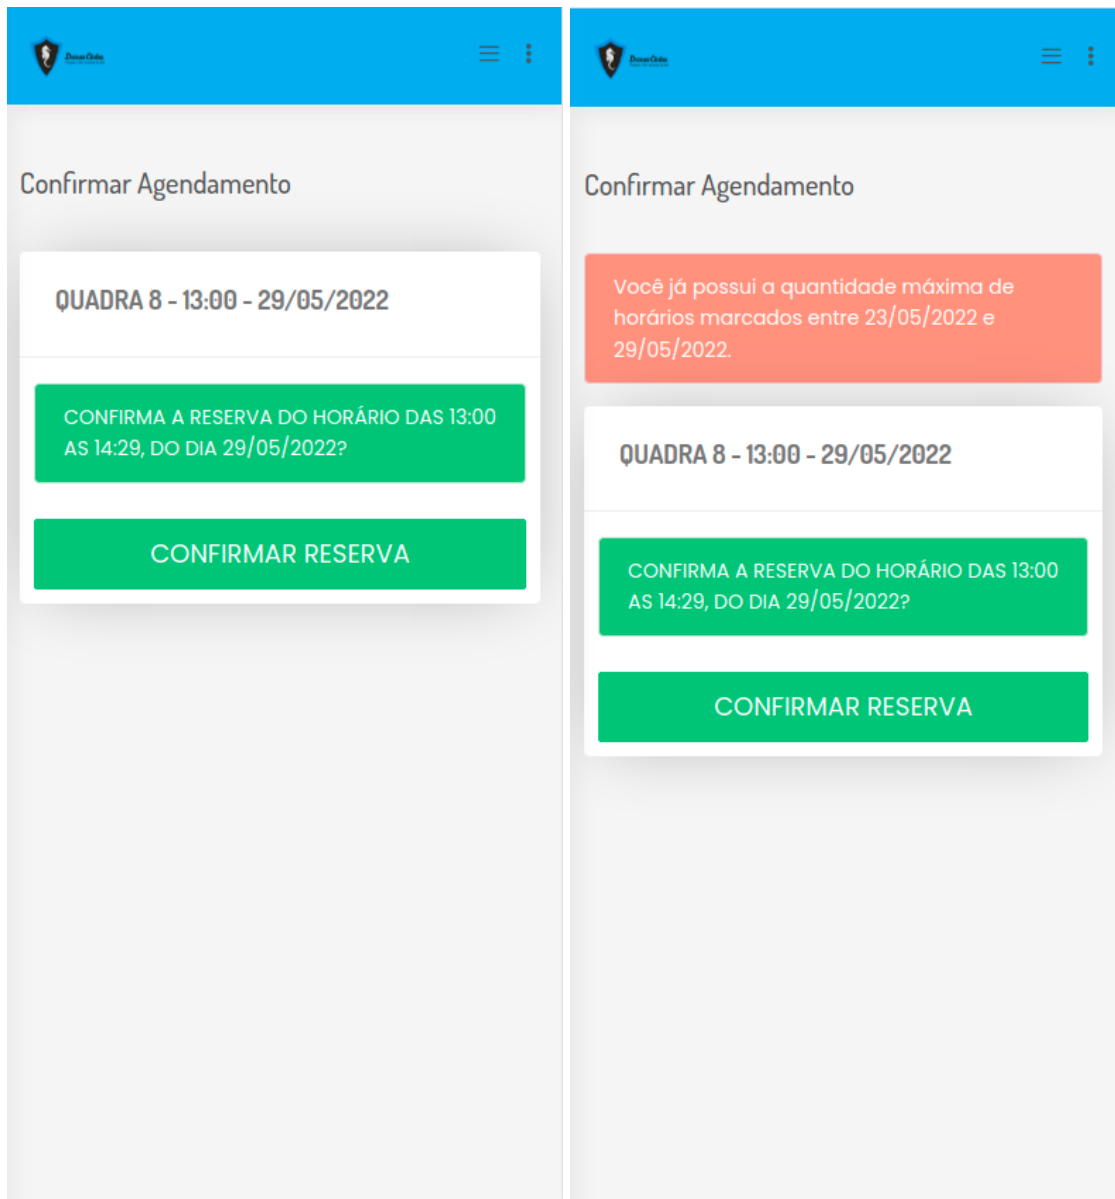 Confirmar Agendamento
QUADRA 8 - 13:00 - 29/05/2022
CONFIRMA A RESERVA DO HORÁRIO DAS 13:00
AS 14:29, DO DIA 29/05/2022?
CONFIRMAR RESERVA
Confirmar Agendamento
Você já possui a quantidade máxima de
horários marcados entre 23/05/2022 e
29/05/2022.
QUADRA 8 - 13:00 - 29/05/2022
CONFIRMA A RESERVA DO HORÁRIO DAS 13:00
AS 14:29, DO DIA 29/05/2022?
CONFIRMAR RESERVA